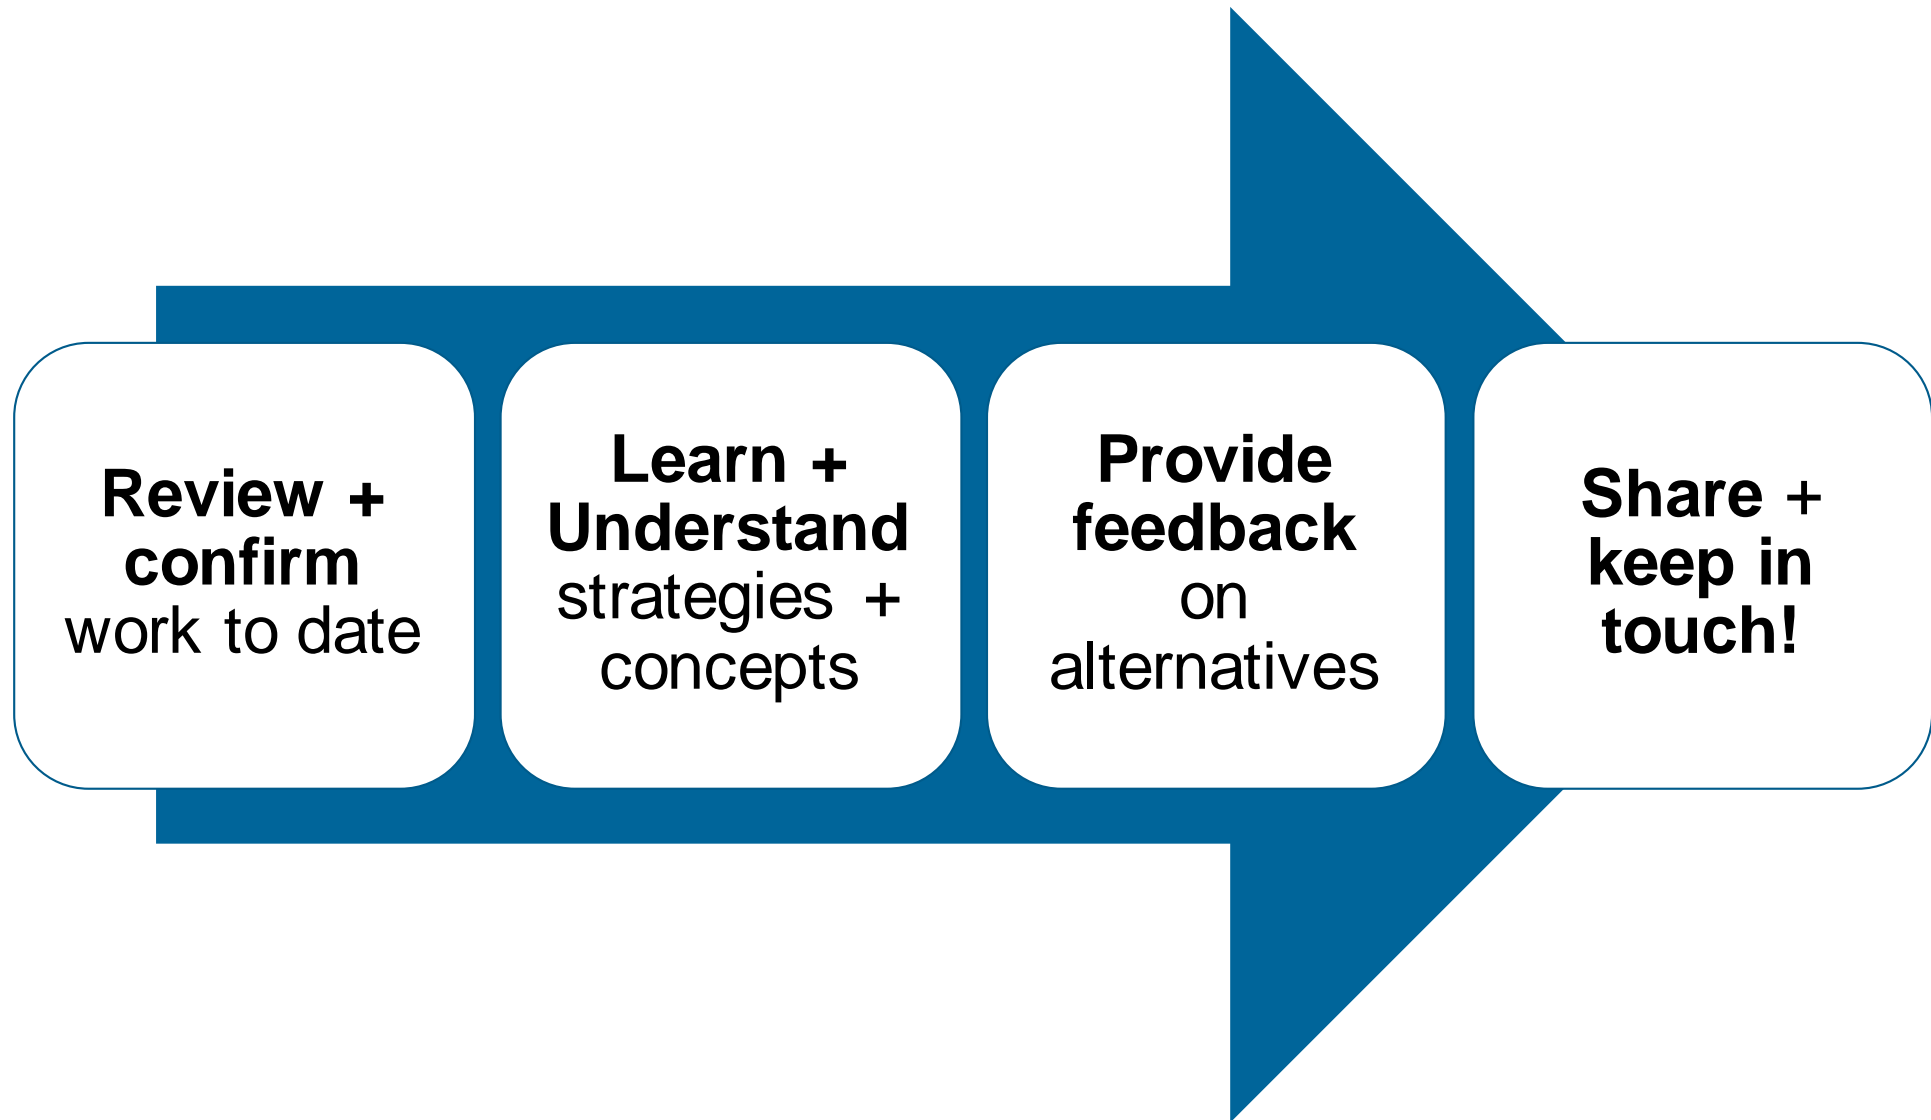 Review +
confirm
work to date
Learn +
Understand
strategies +
concepts
Provide
feedback
on
alternatives
Share +
keep in
touch!